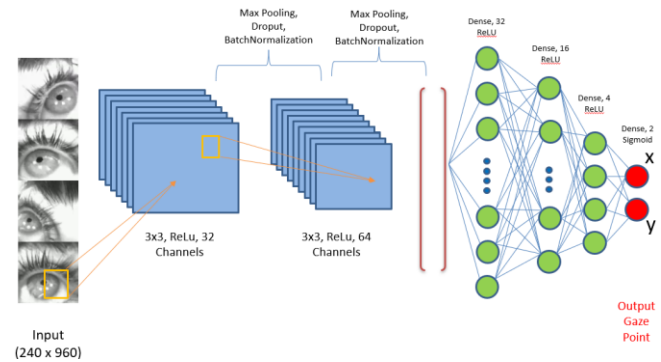 Max Pooling,
Droput,
BatchNormalization
Max Pooling,
Dropout,
BatchNormalization
Dense, 32
ReLU
Dense, 16
ReLU
Dense, 4
ReLU
Dense, 2
Sigmoid
x
y
3x3, ReLu, 32
Channels
3x3, ReLu, 64
Channels
Input
(240 x 960)
Output
Gaze
Point